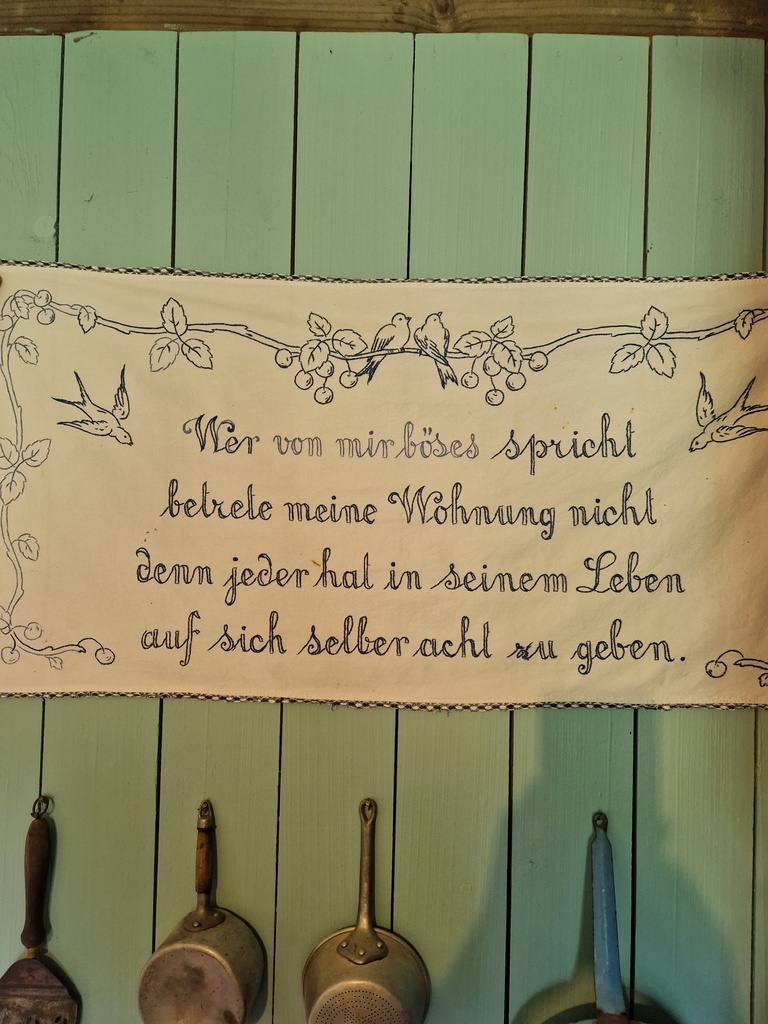 Wer von mir böses spricht
betrete meine Wohnung nicht
denn jeder hat in seinem Leben
auf sich selber acht zu geben.